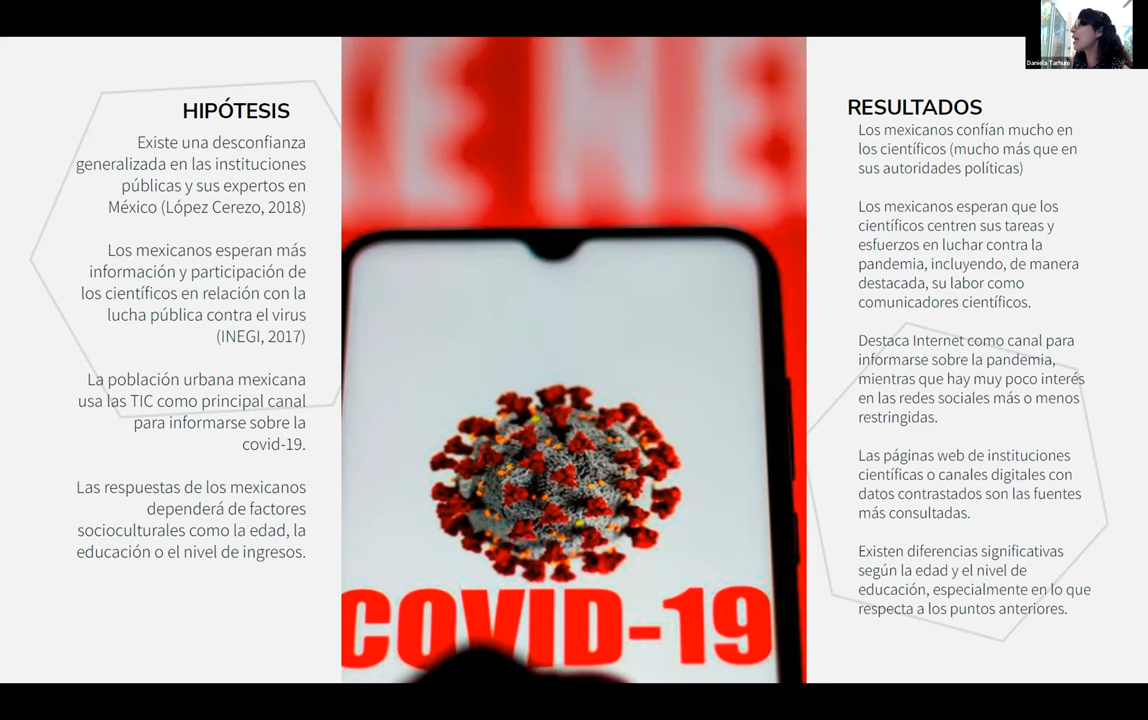 HIPÓTESIS
Existe una desconfianza
generalizada en las instituciones
públicas y sus expertos en
México (López Cerezo, 2018)
Los mexicanos esperan más
información y participación de
los científicos en relación con la
lucha pública contra el virus
(INEGI, 2017)
La población urbana mexicana
usa las TIC como principal canal
para informarse sobre la
covid-19.
Las respuestas de los mexicanos
dependerá de factores
socioculturales como la edad, la
educación o el nivel de ingresos.
COVID-19
RESULTADOS
Los mexicanos confían mucho en
los científicos (mucho más que en
sus autoridades políticas)
Los mexicanos esperan que los
científicos centren sus tareas y
esfuerzos en luchar contra la
pandemia, incluyendo, de manera
destacada, su labor como
comunicadores científicos.
Destaca Internet como canal para
informarse sobre la pandemia,
mientras que hay muy poco interés
en las redes sociales más o menos
restringidas.
Las páginas web de instituciones
científicas o canales digitales con
datos contrastados son las fuentes
más consultadas.
Existen diferencias significativas
según la edad y el nivel de
educación, especialmente en lo que
respecta a los puntos anteriores.
Daniela Tarhuni